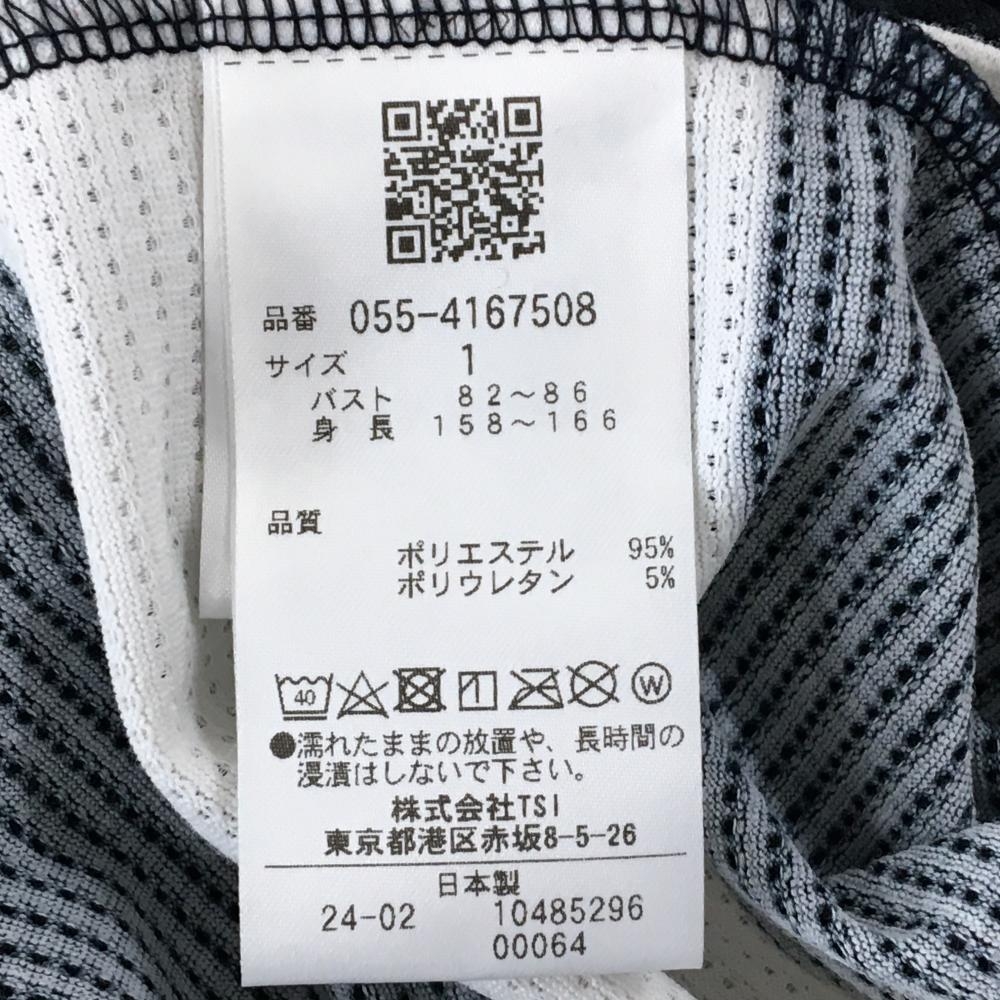 品番 055-4167508
サイズ 1
バスト 82～86
身 長 158～166
品質
ポリエステル 95%
ポリウレタン 5%
40 W
●濡れたままの放置や、長時間の
浸漬はしないで下さい。
株式会社TSI
東京都港区赤坂8-5-26
日本製
24-02 10485296
00064